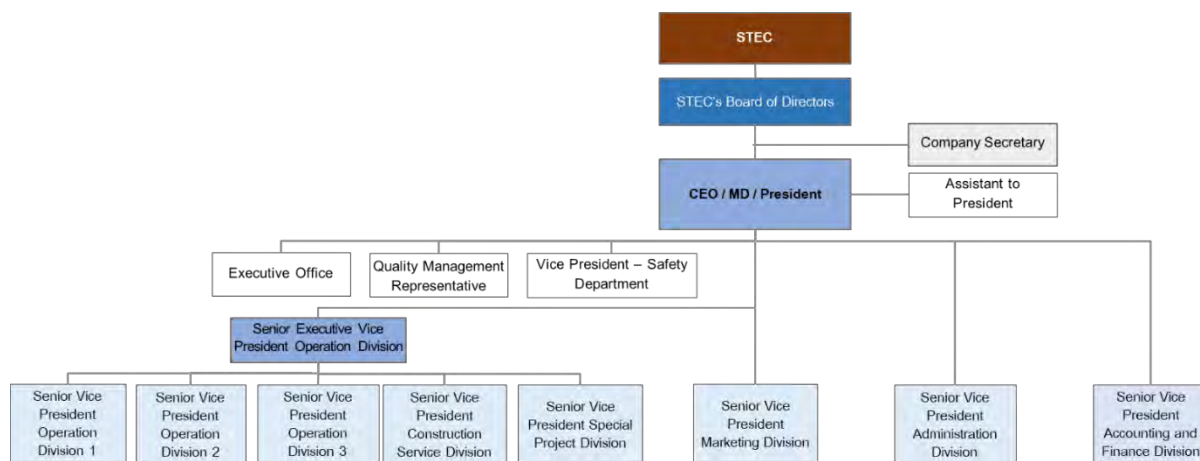 STEC
STEC's Board of Directors
Company Secretary
CEO / MD / President
Assistant to
President
Executive Office
Quality Management
Representative
Vice President – Safety
Department
Senior Executive Vice
President Operation Division
Senior Vice
President
Operation
Division 1
Senior Vice
President
Operation
Division 2
Senior Vice
President
Operation
Division 3
Senior Vice
President
Construction
Service Division
Senior Vice
President Special
Project Division
Senior Vice
President
Marketing Division
Senior Vice
President
Administration
Division
Senior Vice
President
Accounting and
Finance Division